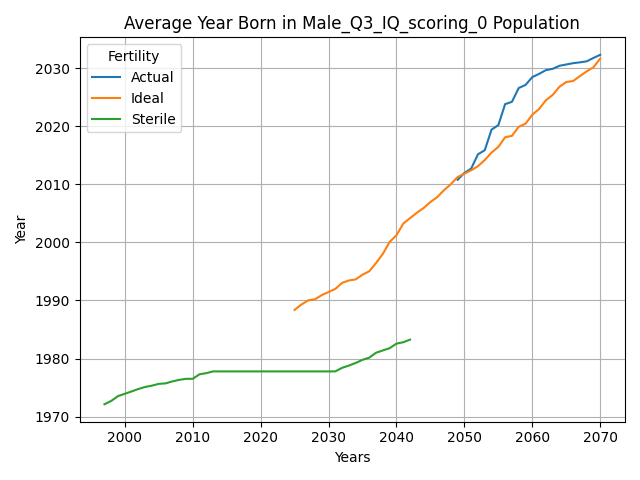 Average Year Born in Male_Q3_IQ_scoring_0 Population
Fertility
Actual
Ideal
Sterile
2030
2020
2010
2000
1990
1980
1970
Year
2000 2010 2020 2030 2040 2050 2060 2070
Years